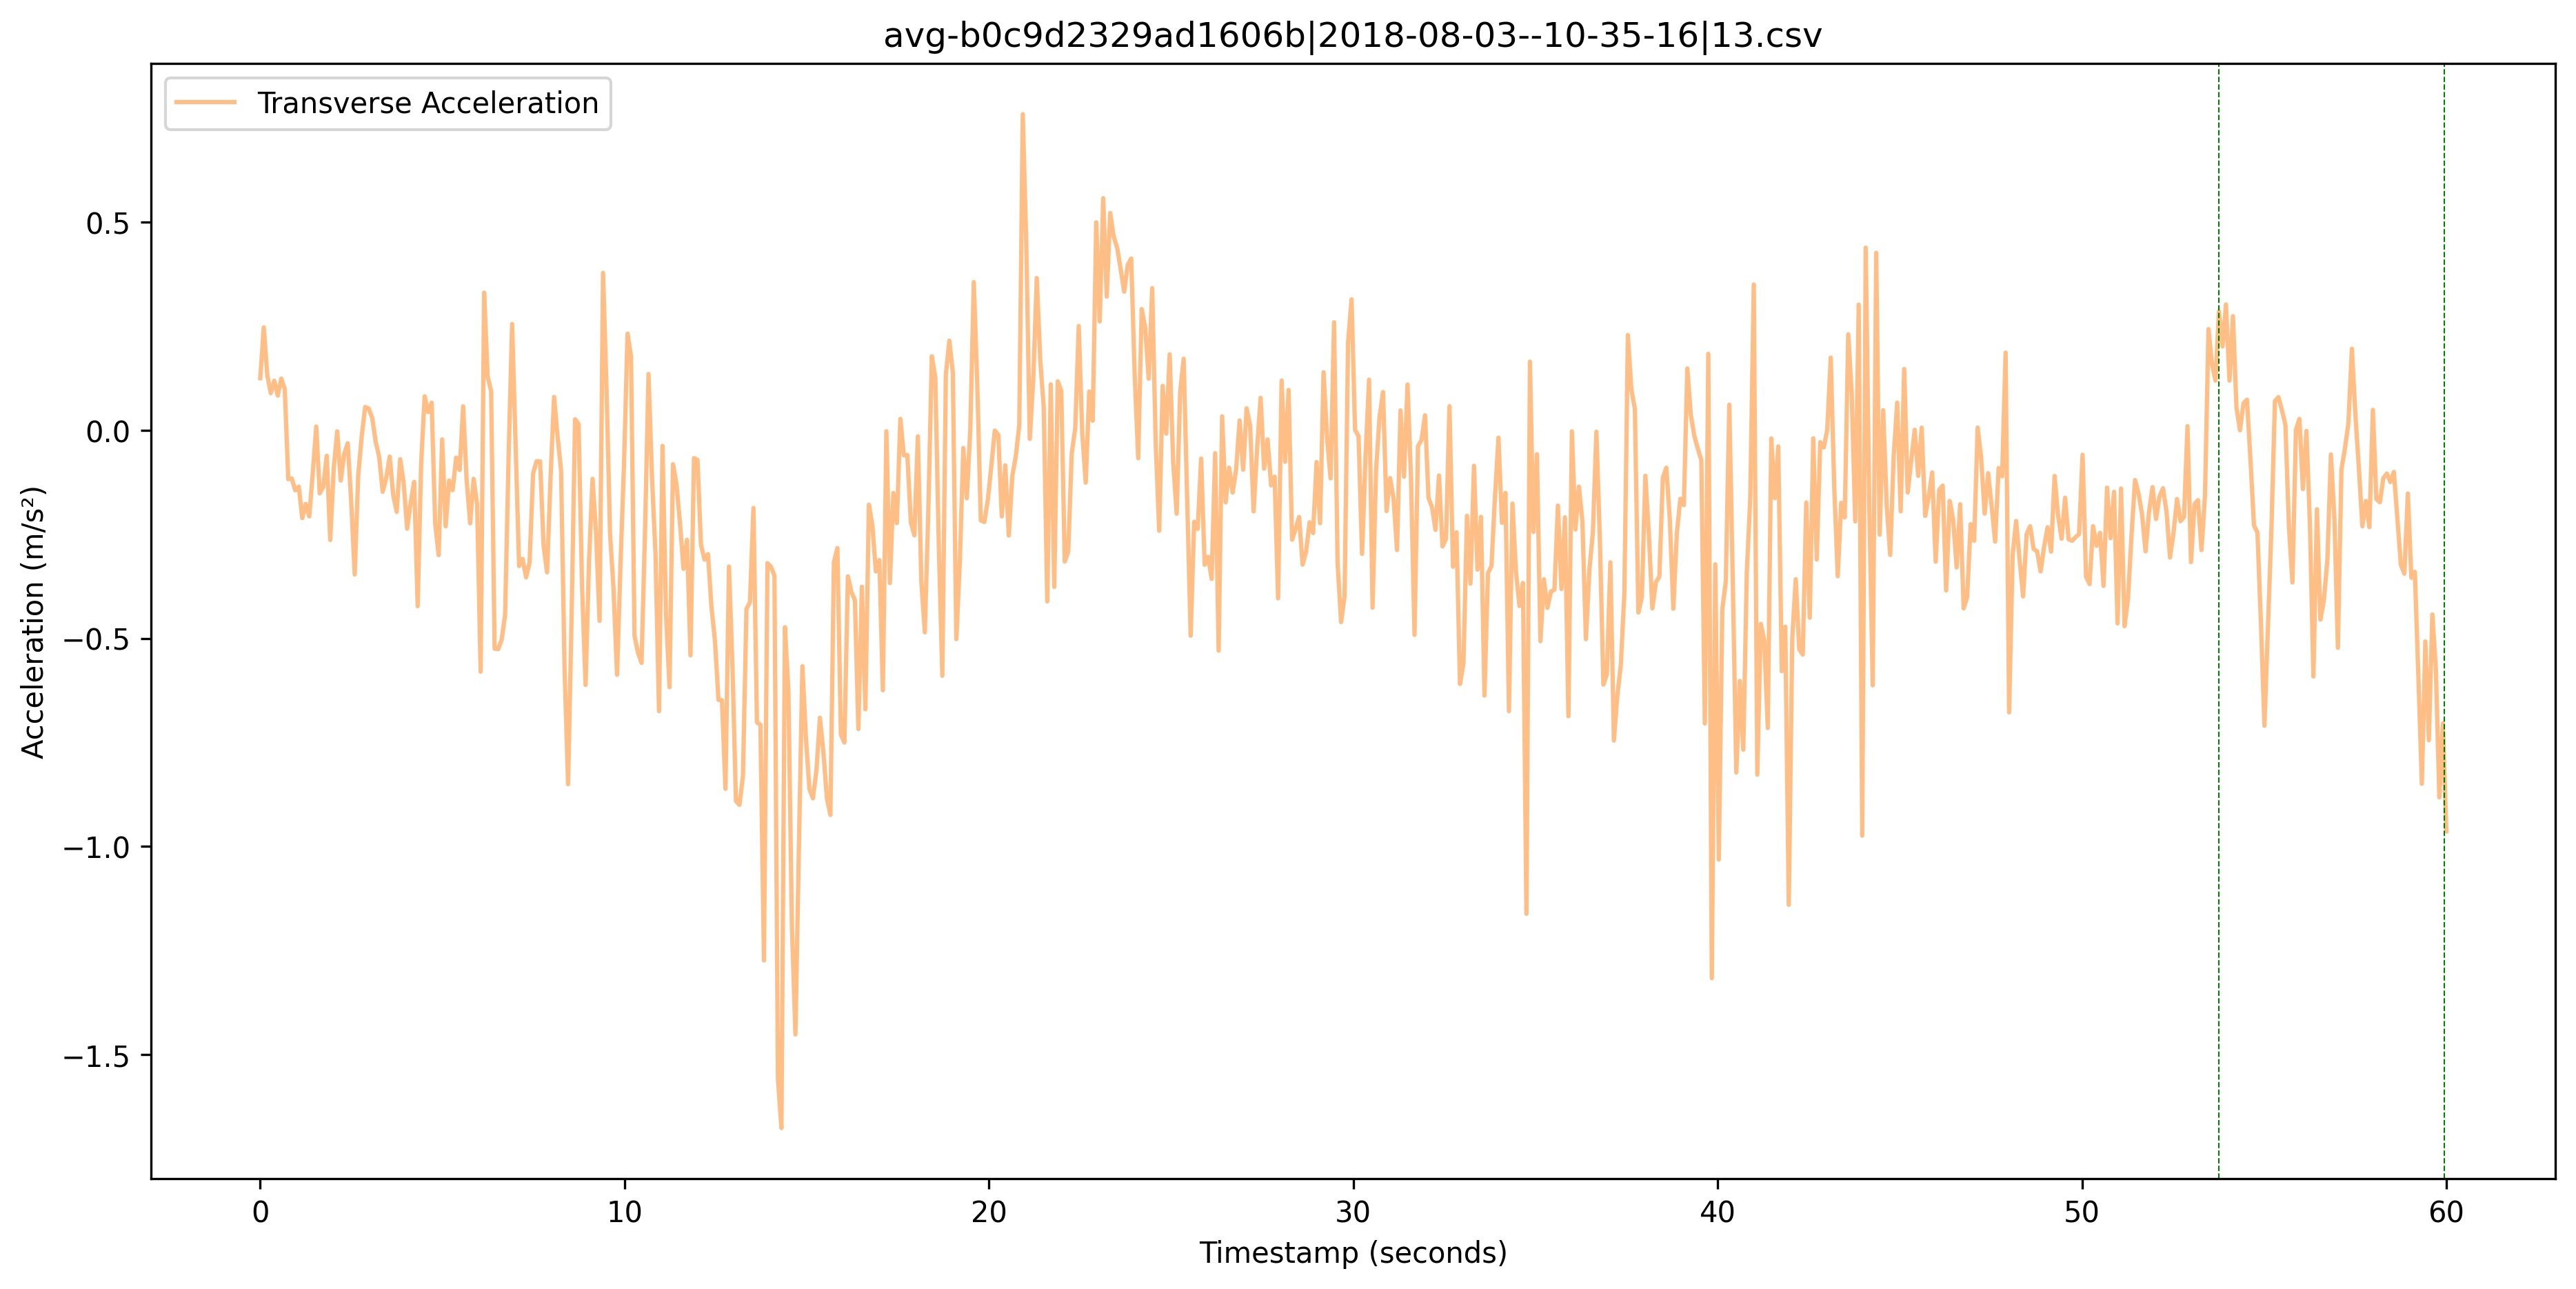 avg-b0c9d2329ad1606b|2018-08-03--10-35-16|13.csv
Transverse Acceleration
Acceleration (m/s²)
0.5
0.0
−0.5
−1.0
−1.5
0 10 20 30 40 50 60
Timestamp (seconds)